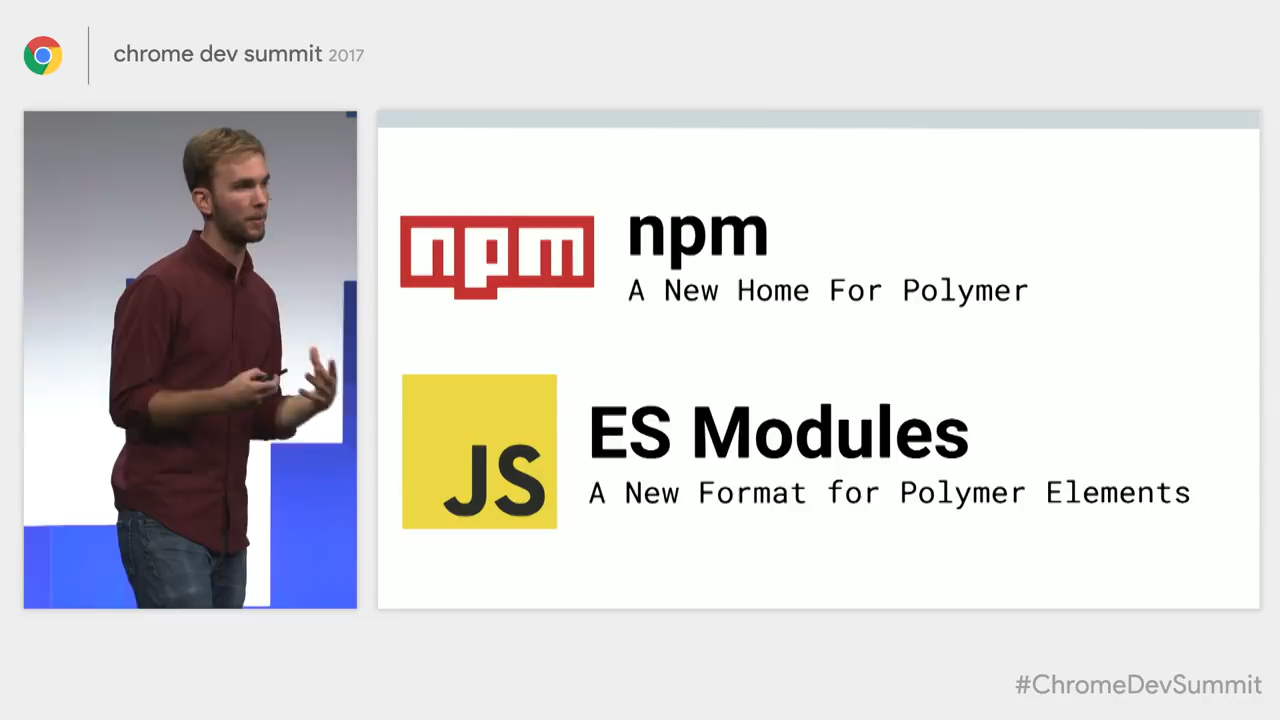 chrome dev summit 2017
npm
npm
A New Home For Polymer
JS
ES Modules
A New Format for Polymer Elements
#ChromeDevSummit